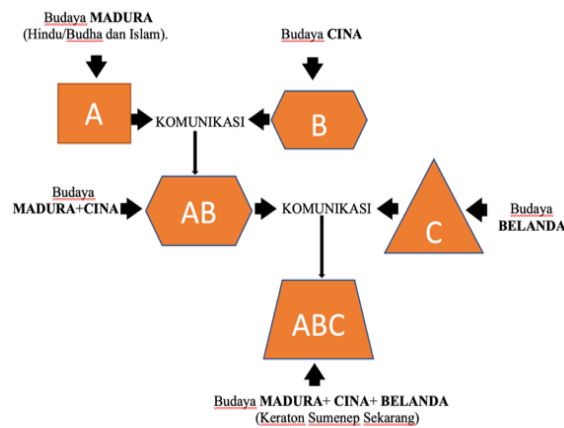 Budaya MADURA
(Hindu/Budha dan Islam).
Budaya CINA
A
KOMUNIKASI
B
Budaya
MADURA+CINA
AB
KOMUNIKASI
C
Budaya
BELANDA
ABC
Budaya MADURA+ CINA+ BELANDA
(Keraton Sumenep Sekarang)